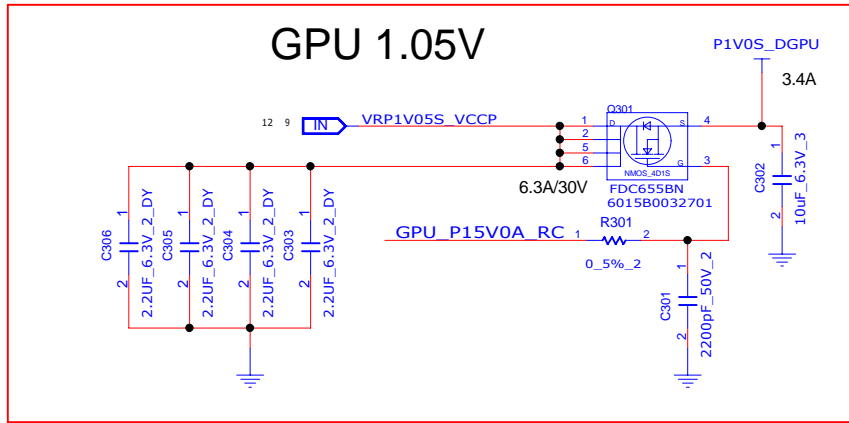 GPU 1.05V
P1V0S_DGPU
3.4A
12 9 IN VRP1V05S_VCCP
Q301
1 D S 4
2
5
6 G 3
NMOS_4D1S
6.3A/30V
FDC655BN
6015B0032701
1
C302
2
10uF_6.3V_3
GPU_P15V0A_RC 1 R301 2
0_5%_2
1
C301
2
2200pF_50V_2
1
C306
2
2.2UF_6.3V_2_DY
1
C305
2
2.2UF_6.3V_2_DY
1
C304
2
2.2UF_6.3V_2_DY
1
C303
2
2.2UF_6.3V_2_DY